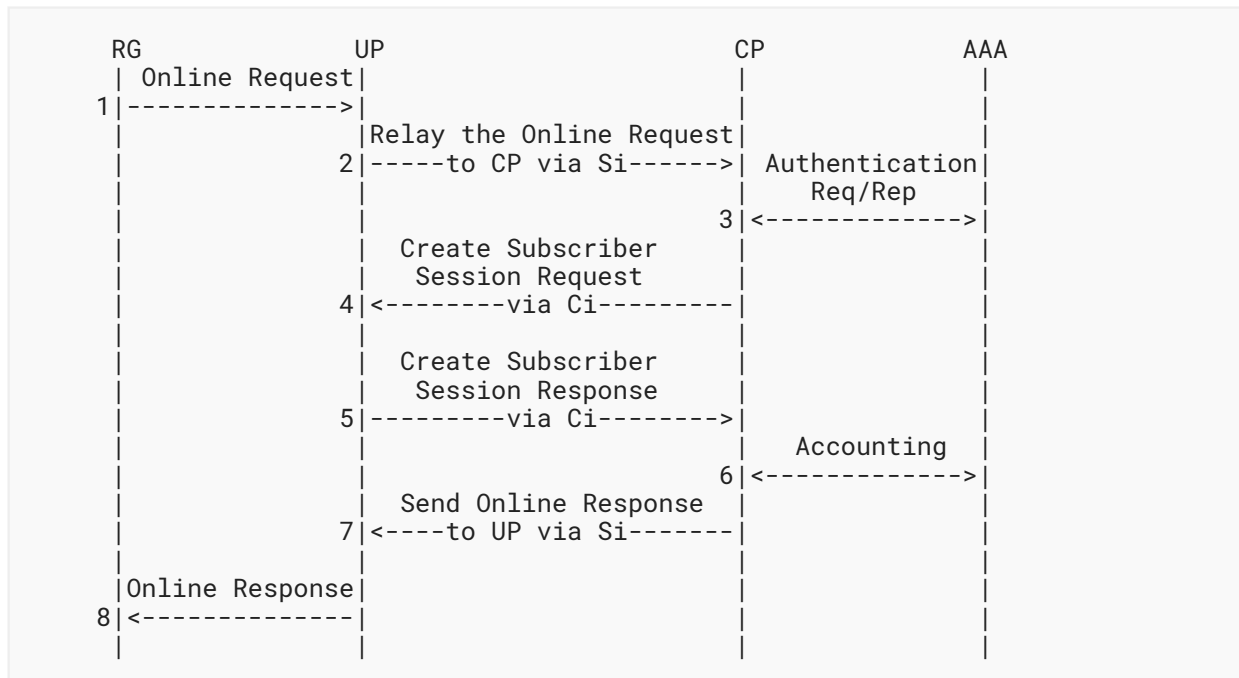 RG UP CP AAA
Online Request
1 -------------->
Relay the Online Request
2 -----to CP via Si------> Authentication
Req/Rep
3 <------------->
Create Subscriber
Session Request
4 <--------via Ci---------
Create Subscriber
Session Response
5 ---------via Ci-------->
Accounting
6 <------------->
Send Online Response
7 <----to UP via Si-------
Online Response
8 <--------------